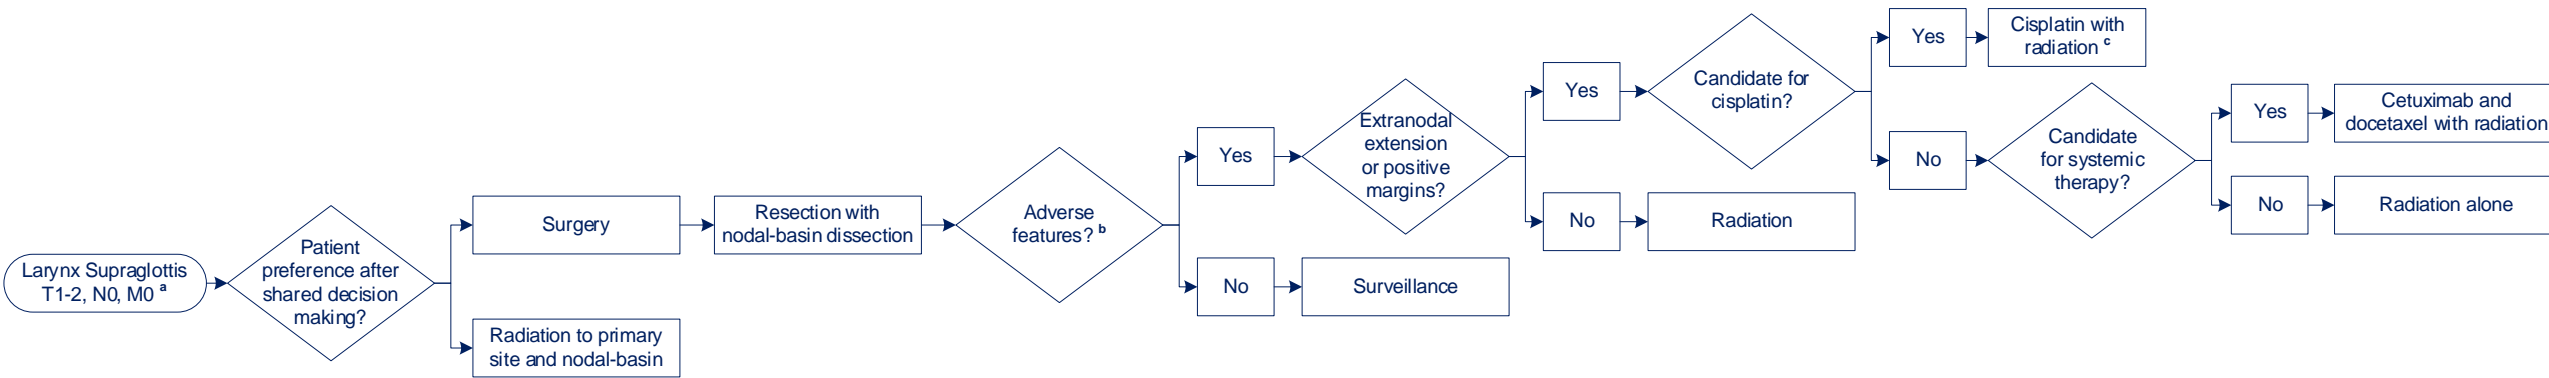 Larynx Supraglottis
T1-2, N0, M0 a
Patient
preference after
shared decision
making?
Surgery
Radiation to primary
site and nodal-basin
Resection with
nodal-basin dissection
Adverse
features? b
Yes
No
Surveillance
Extranodal
extension
or positive
margins?
Yes
No
Radiation
Candidate for
cisplatin?
Yes
Cisplatin with
radiation c
No
Candidate
for systemic
therapy?
Yes
Cetuximab and
docetaxel with radiation
No
Radiation alone